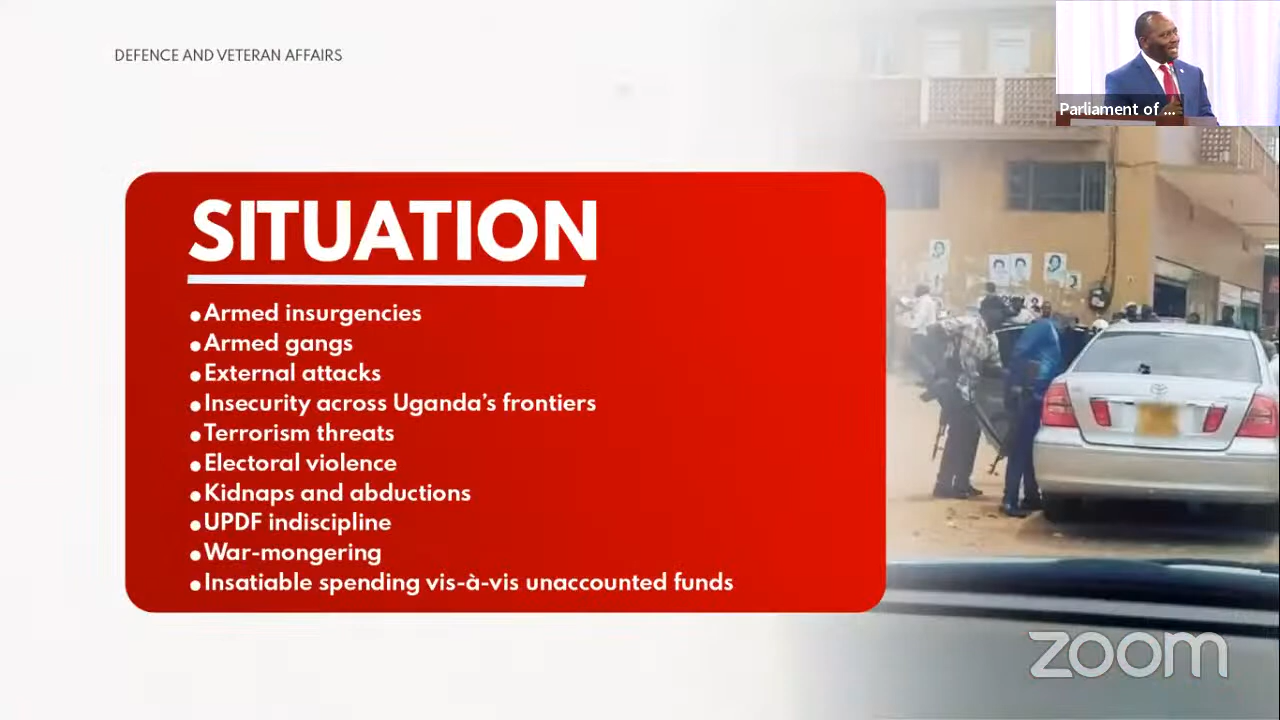 DEFENCE AND VETERAN AFFAIRS
Parliament of ...
SITUATION
●Armed insurgencies
●Armed gangs
●External attacks
●Insecurity across Uganda's frontiers
●Terrorism threats
●Electoral violence
●Kidnaps and abductions
●UPDF indiscipline
●War-mongering
●Insatiable spending vis-à-vis unaccounted funds
zoom